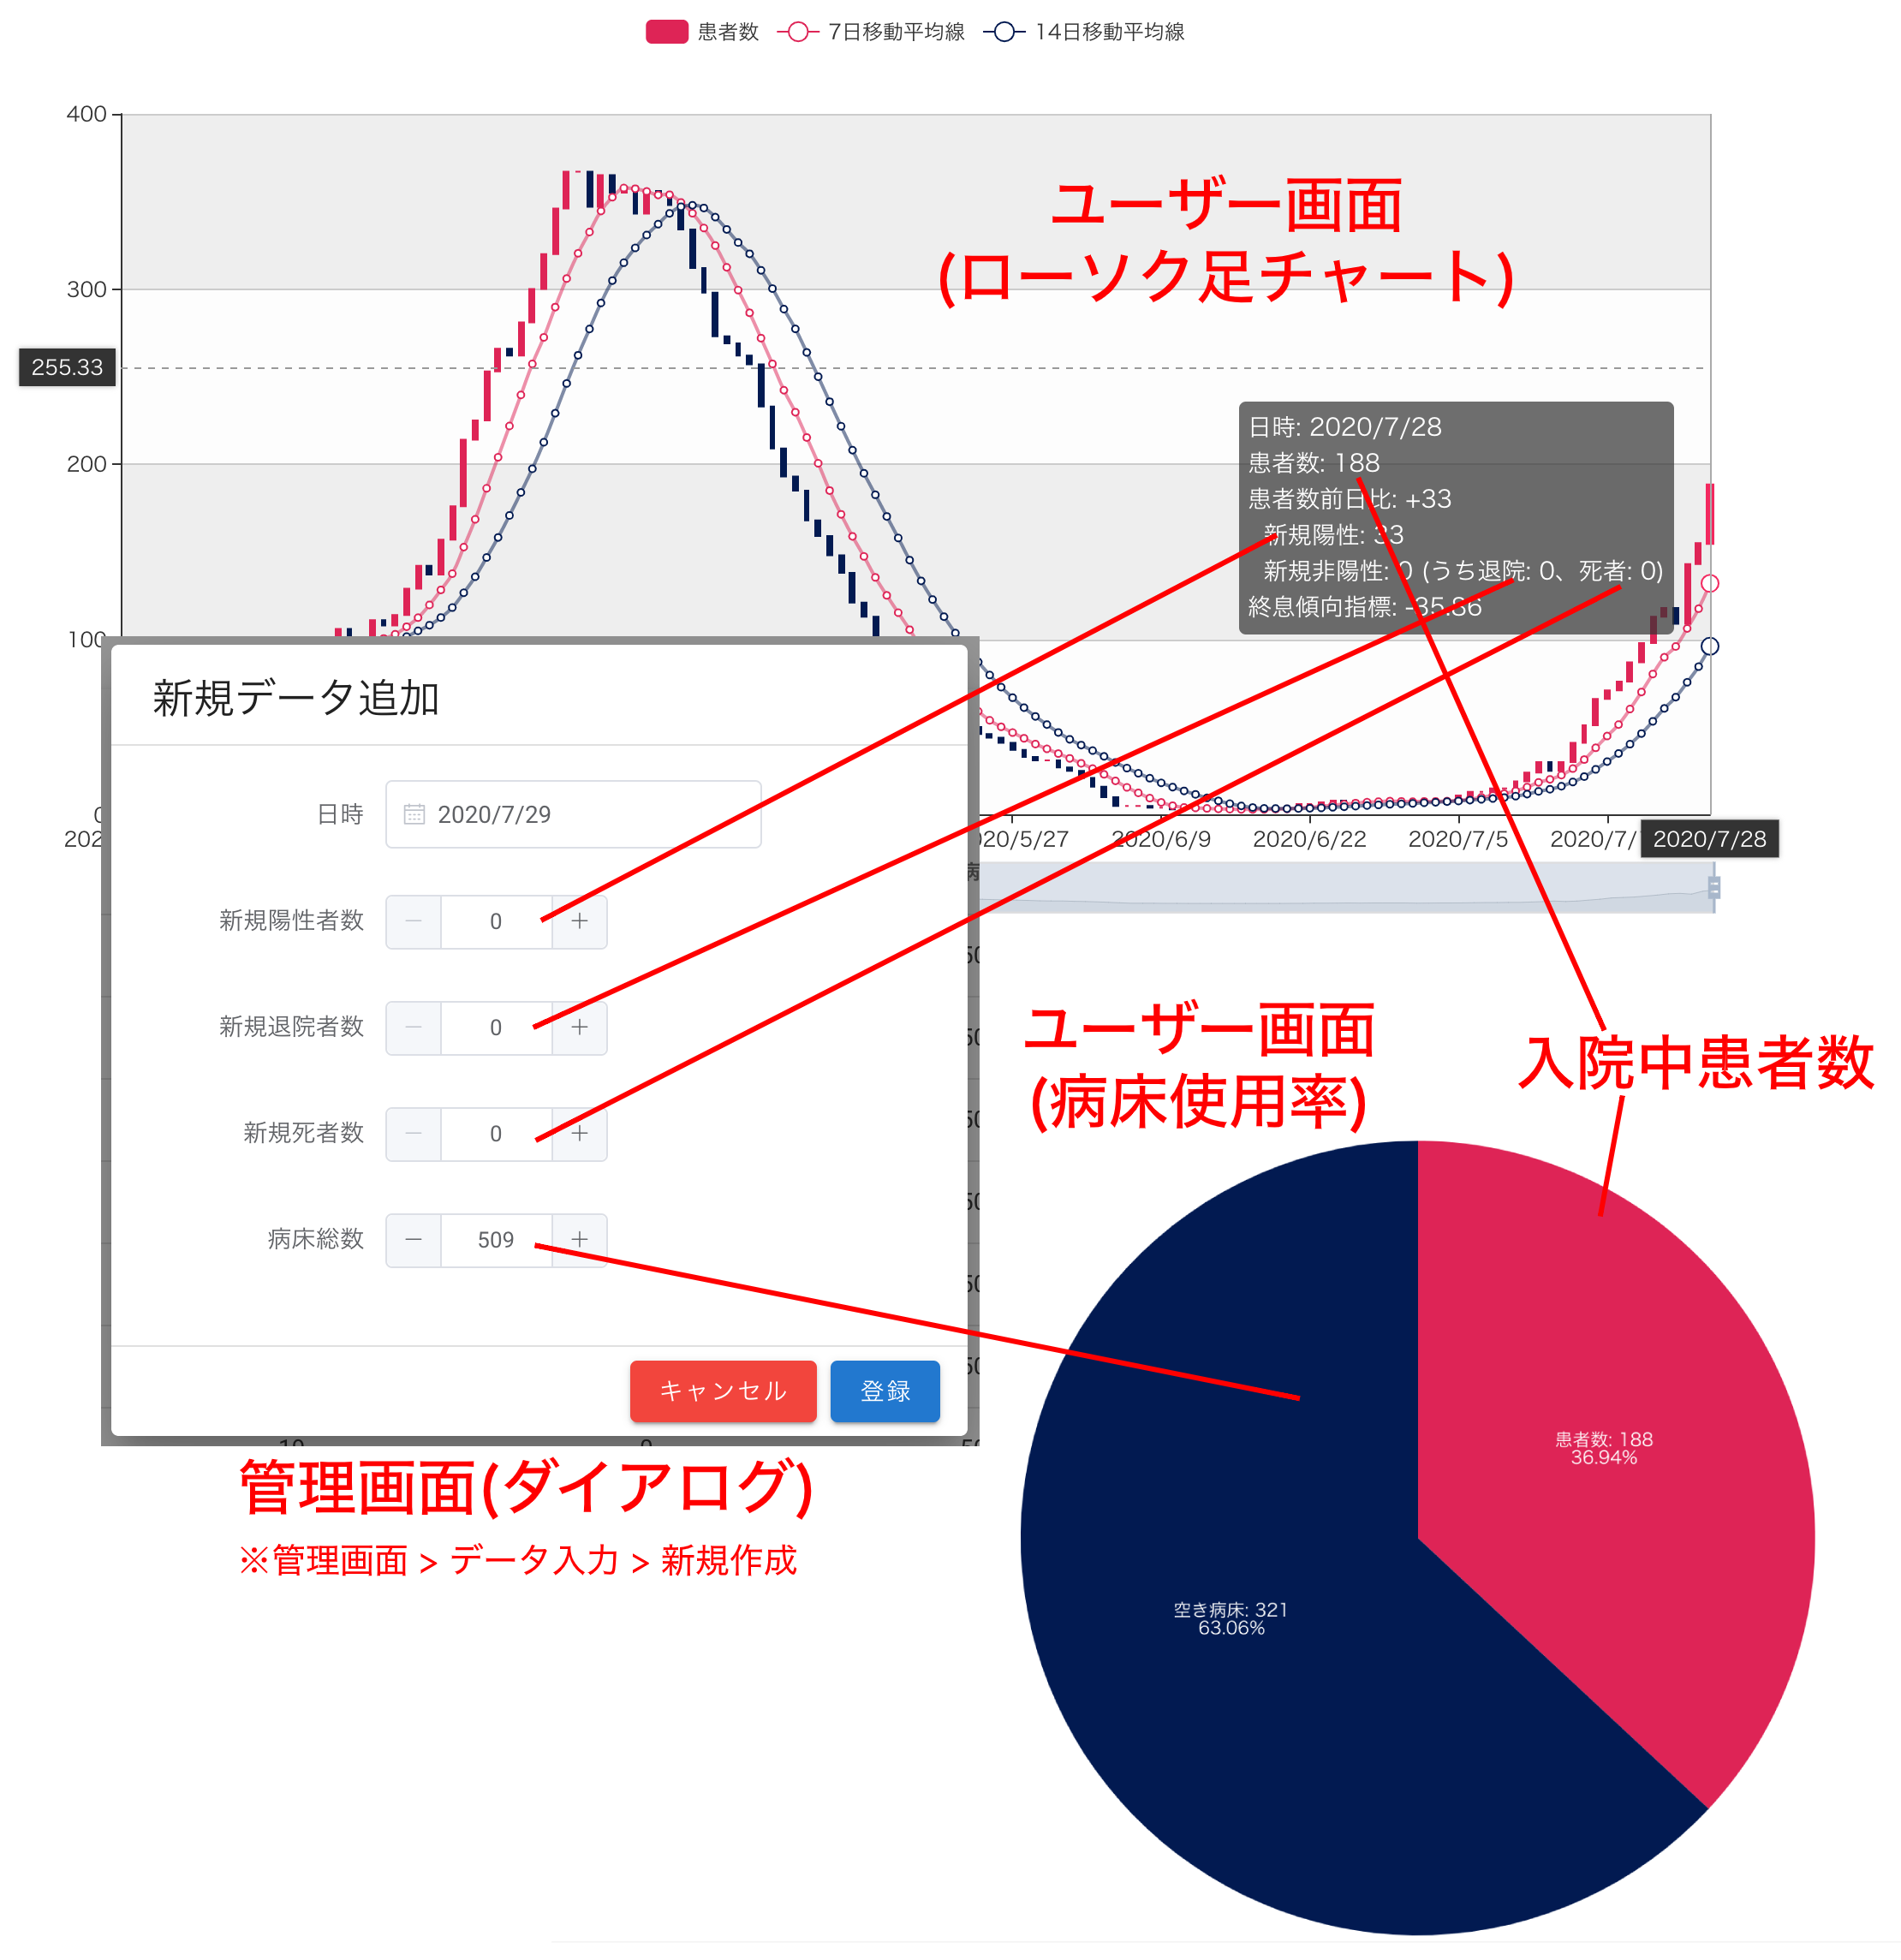 患者数 7日移動平均線 14日移動平均線
400
ユーザー画面
(ローソク足チャート)
300
255.33
日時: 2020/7/28
200
患者数: 188
患者数前日比: +33
新規陽性: 33
新規非陽性: 0 (うち退院: 0、死者: 0)
終息傾向指標: -35.86
100
新規データ追加
日時 2020/7/29
020/5/27 2020/6/9 2020/6/22 2020/7/5 2020/7/ 2020/7/28
新規陽性者数 − 0 +
新規退院者数 − 0 +
ユーザー画面
(病床使用率)
入院中患者数
新規死者数 − 0 +
病床総数 − 509 +
キャンセル 登録
患者数: 188
36.94%
管理画面(ダイアログ)
※管理画面 > データ入力 > 新規作成
空き病床: 321
63.06%